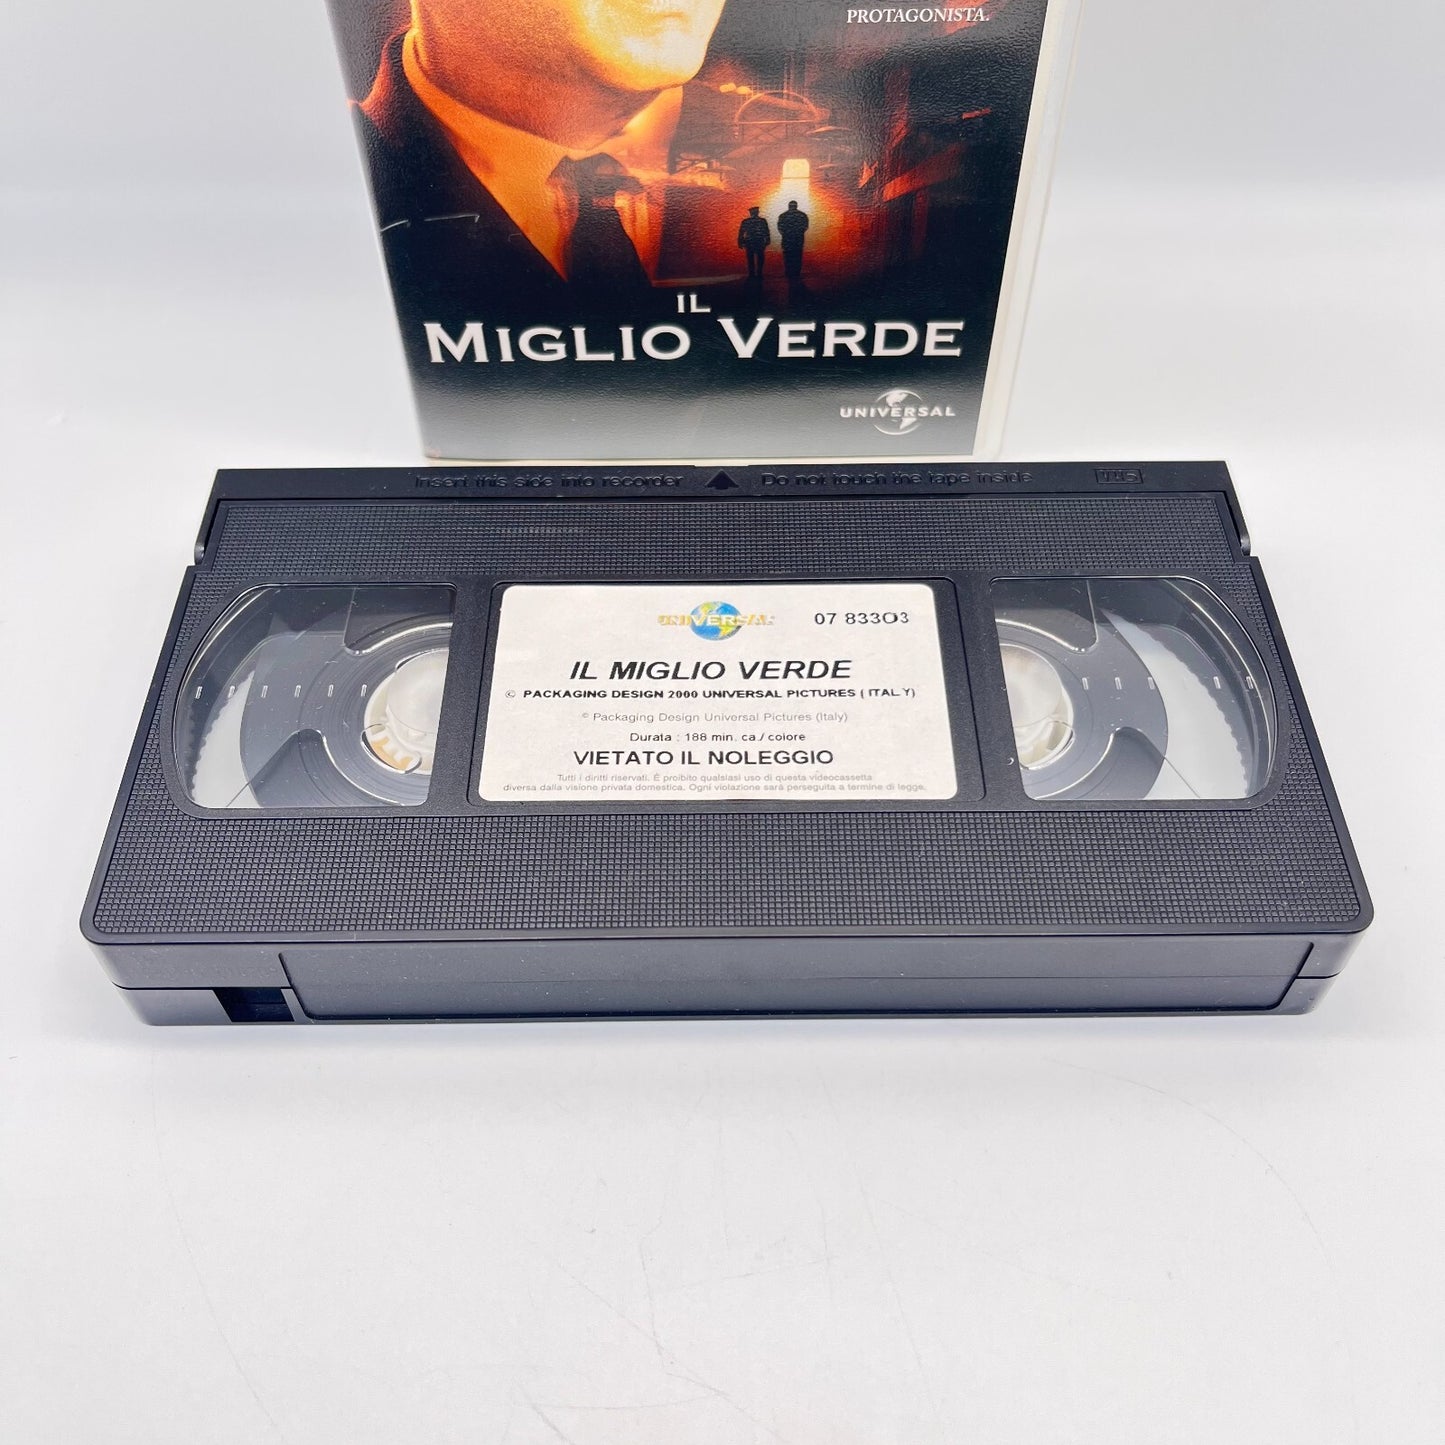 PROTAGONISTA.
IL
MIGLIO VERDE
UNIVERSAL
Insert this side into recorder Do not touch the tape inside VHS
UNIVERSAL 07 83303
IL MIGLIO VERDE
© PACKAGING DESIGN 2000 UNIVERSAL PICTURES ( ITALY)
© Packaging Design Universal Pictures (Italy)
Durata : 188 min. ca./ colore
VIETATO IL NOLEGGIO
Tutti i diritti riservati. È proibito qualsiasi uso di questa videocassetta
diversa dalla visione privata domestica. Ogni violazione sarà perseguita a termine di legge.